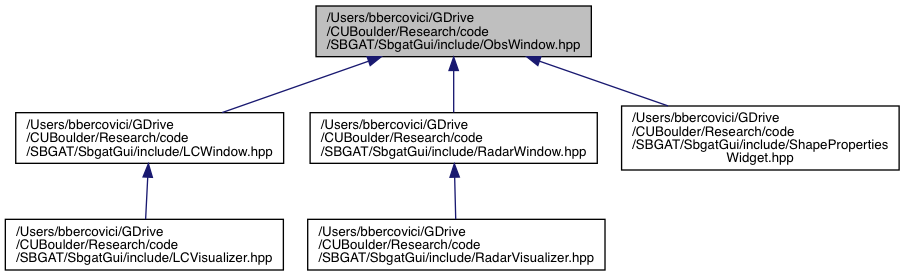 /Users/bbercovici/GDrive
/CUBoulder/Research/code
/SBGAT/SbgatGui/include/ObsWindow.hpp
/Users/bbercovici/GDrive
/CUBoulder/Research/code
/SBGAT/SbgatGui/include/LCWindow.hpp
/Users/bbercovici/GDrive
/CUBoulder/Research/code
/SBGAT/SbgatGui/include/RadarWindow.hpp
/Users/bbercovici/GDrive
/CUBoulder/Research/code
/SBGAT/SbgatGui/include/ShapeProperties
Widget.hpp
/Users/bbercovici/GDrive
/CUBoulder/Research/code
/SBGAT/SbgatGui/include/LCVisualizer.hpp
/Users/bbercovici/GDrive
/CUBoulder/Research/code
/SBGAT/SbgatGui/include/RadarVisualizer.hpp